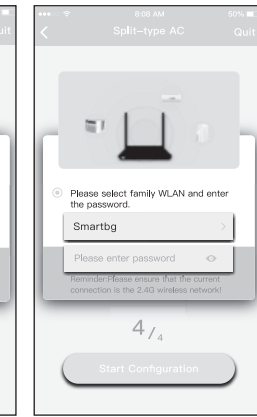 uit
8:08 AM
50%
Split-type AC
Quit
Please select family WLAN and enter
the password.
Smartbg
Please enter password
Reminder:Please ensure that the current
connection is the 2.4G wireless network!
4/4
Start Configuration